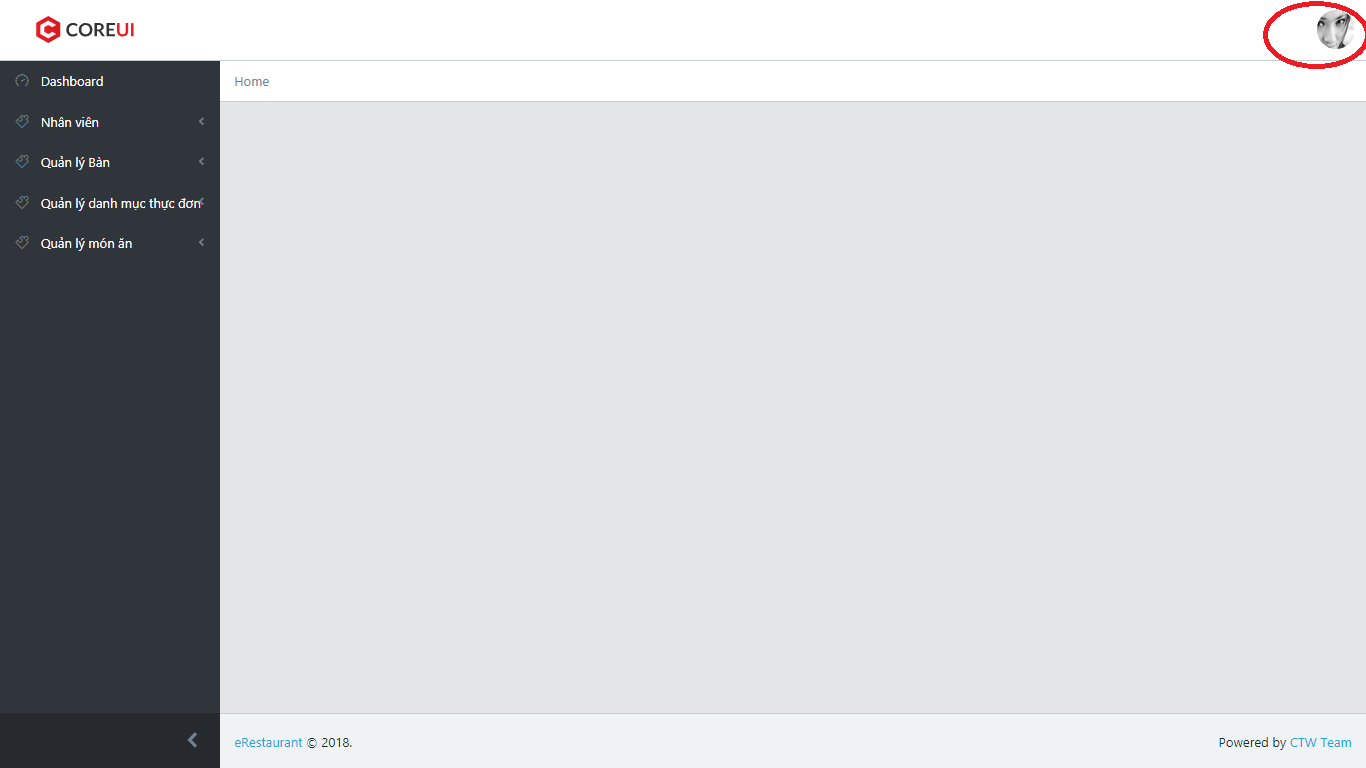 COREUI
Dashboard
Home
Nhân viên
Quản lý Bàn
Quản lý danh mục thực đơn
Quản lý món ăn
eRestaurant © 2018.
Powered by CTW Team